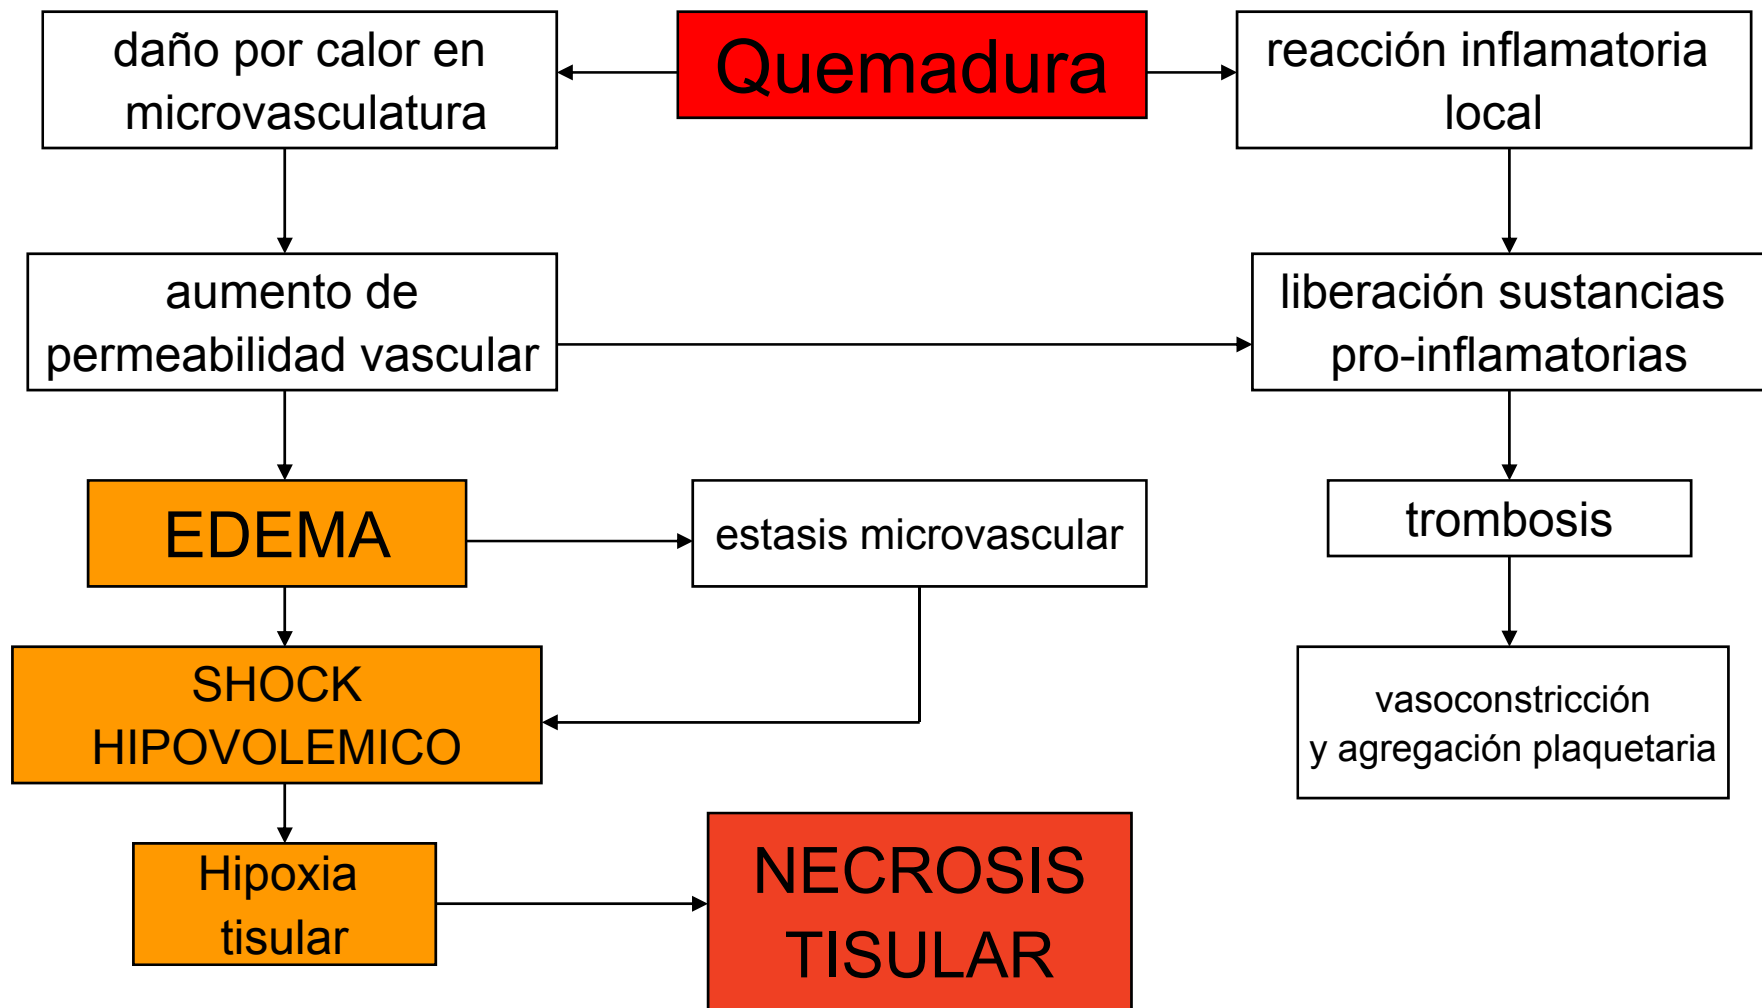 daño por calor en
microvasculatura
Quemadura
reacción inflamatoria
local
aumento de
permeabilidad vascular
liberación sustancias
pro-inflamatorias
EDEMA
estasis microvascular
trombosis
SHOCK
HIPOVOLEMICO
vasoconstricción
y agregación plaquetaria
Hipoxia
tisular
NECROSIS
TISULAR